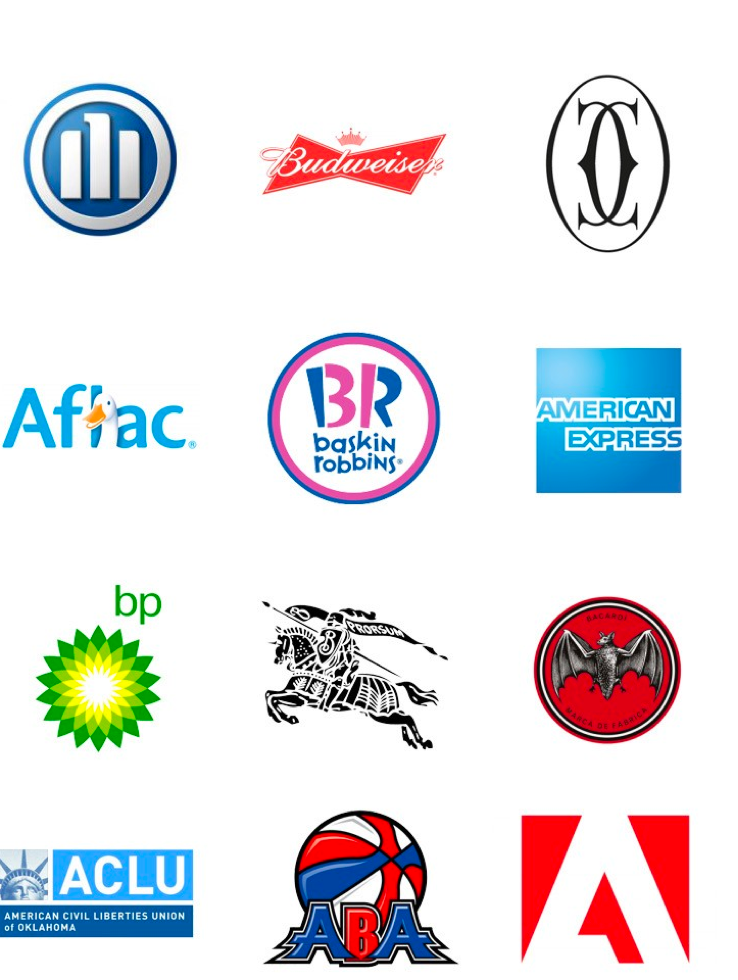 Budweiser
Aflac®
BR
baskin
robbins®
AMERICAN
EXPRESS
bp
PRORSUM
BACARDI
MARCA DE FABRICA
ACLU
AMERICAN CIVIL LIBERTIES UNION
of OKLAHOMA
ABA